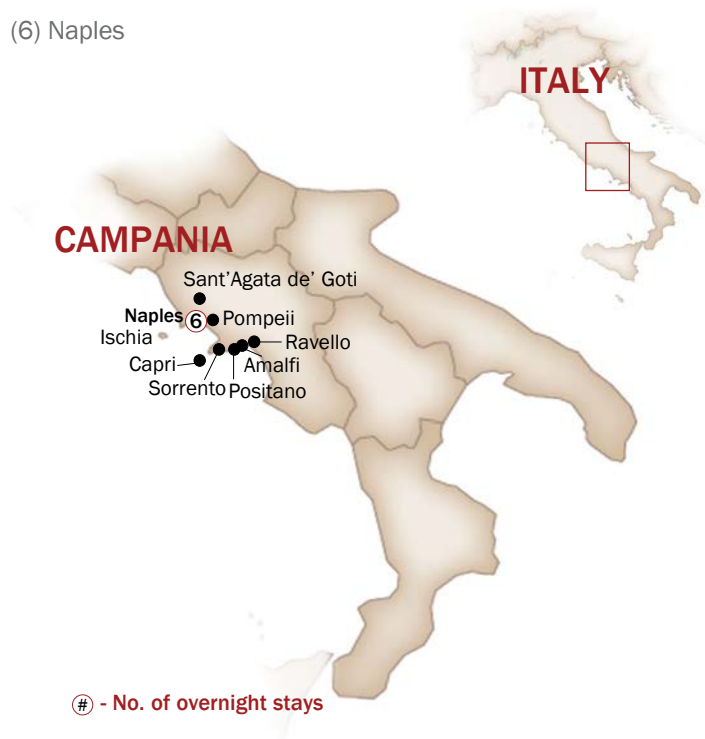 (6) Naples
ITALY
CAMPANIA
Sant'Agata de' Goti
Naples 6 Pompeii
Ischia
Ravello
Capri
Amalfi
Sorrento Positano
# - No. of overnight stays